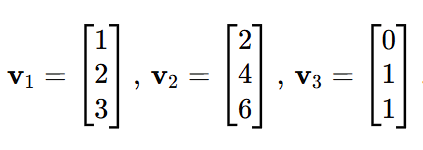 v₁ = [1 2 3], v₂ = [2 4 6], v₃ = [0 1 1]